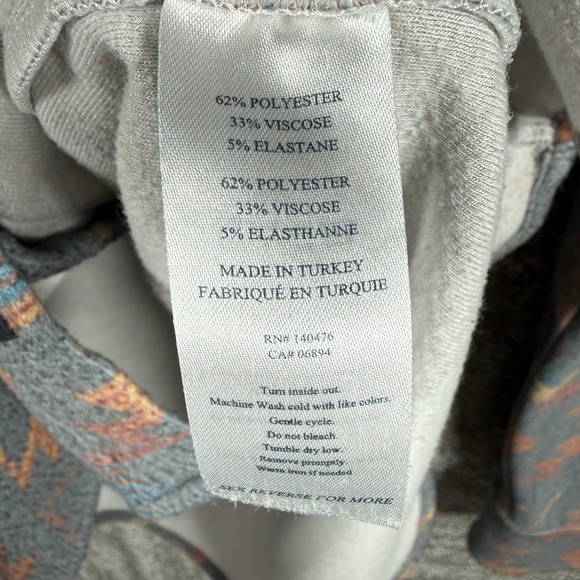 62% POLYESTER
33% VISCOSE
5% ELASTANE
62% POLYESTER
33% VISCOSE
5% ELASTHANNE
MADE IN TURKEY
FABRIQUÉ EN TURQUIE
RN# 140476
CA# 06894
Turn inside out.
Machine Wash cold with like colors.
Gentle cycle.
Do not bleach.
Tumble dry low.
Remove promptly.
Warm iron if needed
SEE REVERSE FOR MORE